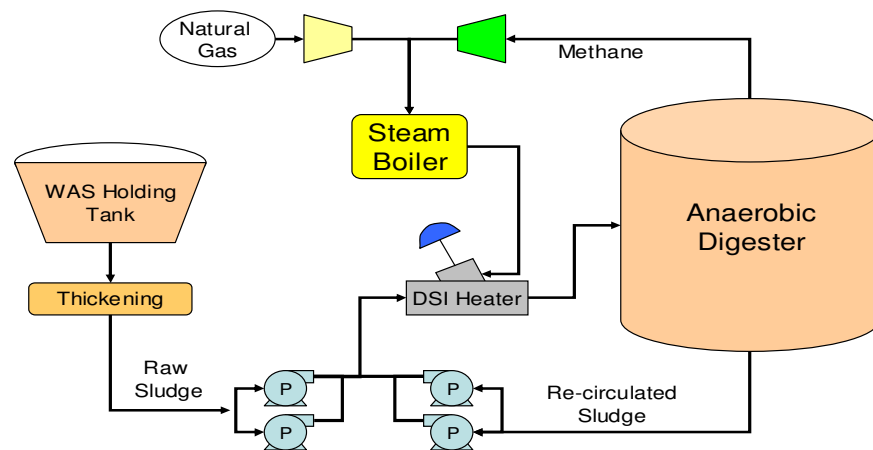 Natural
Gas
Methane
Steam
Boiler
WAS Holding
Tank
Anaerobic
Digester
DSI Heater
Thickening
Raw
Sludge
P
P
Re-circulated
Sludge
P
P